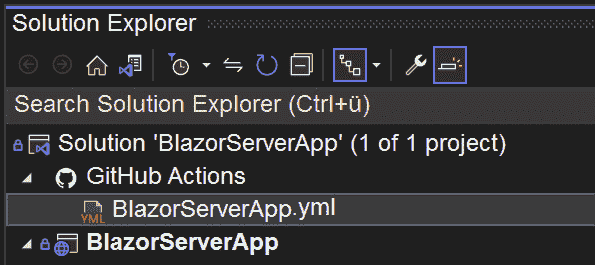 Solution Explorer
Search Solution Explorer (Ctrl+ü)
Solution 'BlazorServerApp' (1 of 1 project)
GitHub Actions
YML BlazorServerApp.yml
BlazorServerApp